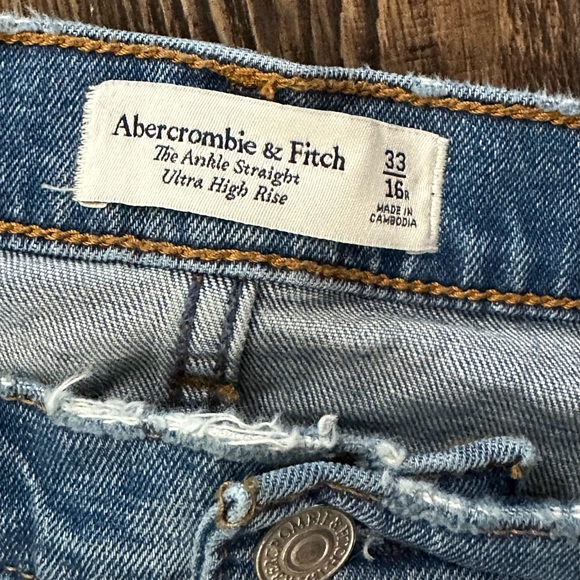 Abercrombie & Fitch
The Ankle Straight
Ultra High Rise
33
16R
MADE IN
CAMBODIA